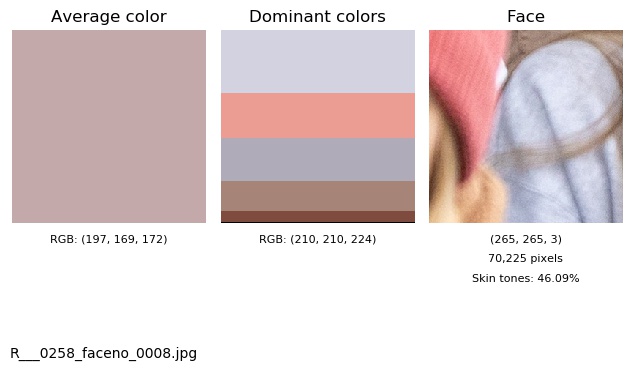 Average color
Dominant colors
Face
RGB: (197, 169, 172)
RGB: (210, 210, 224)
(265, 265, 3)
70,225 pixels
Skin tones: 46.09%
R___0258_faceno_0008.jpg